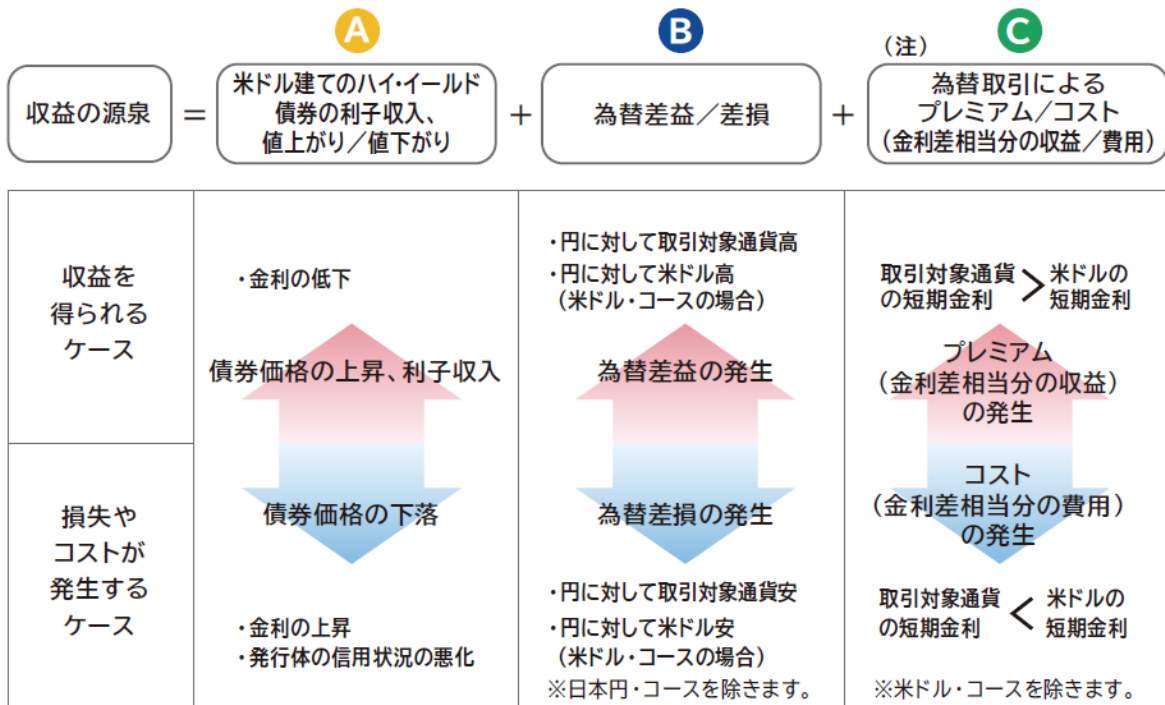 A
B
C
(注)
収益の源泉
=
米ドル建てのハイ・イールド
債券の利子収入、
値上がり/値下がり
+
為替差益/差損
+
為替取引による
プレミアム/コスト
(金利差相当分の収益/費用)
収益を
得られる
ケース
・金利の低下
債券価格の上昇、利子収入
・円に対して取引対象通貨高
・円に対して米ドル高
(米ドル・コースの場合)
為替差益の発生
取引対象通貨
の短期金利
>
米ドルの
短期金利
プレミアム
(金利差相当分の収益)
の発生
損失や
コストが
発生する
ケース
債券価格の下落
・金利の上昇
・発行体の信用状況の悪化
為替差損の発生
・円に対して取引対象通貨安
・円に対して米ドル安
(米ドル・コースの場合)
※日本円・コースを除きます。
コスト
(金利差相当分の費用)
の発生
取引対象通貨
の短期金利
<
米ドルの
短期金利
※米ドル・コースを除きます。